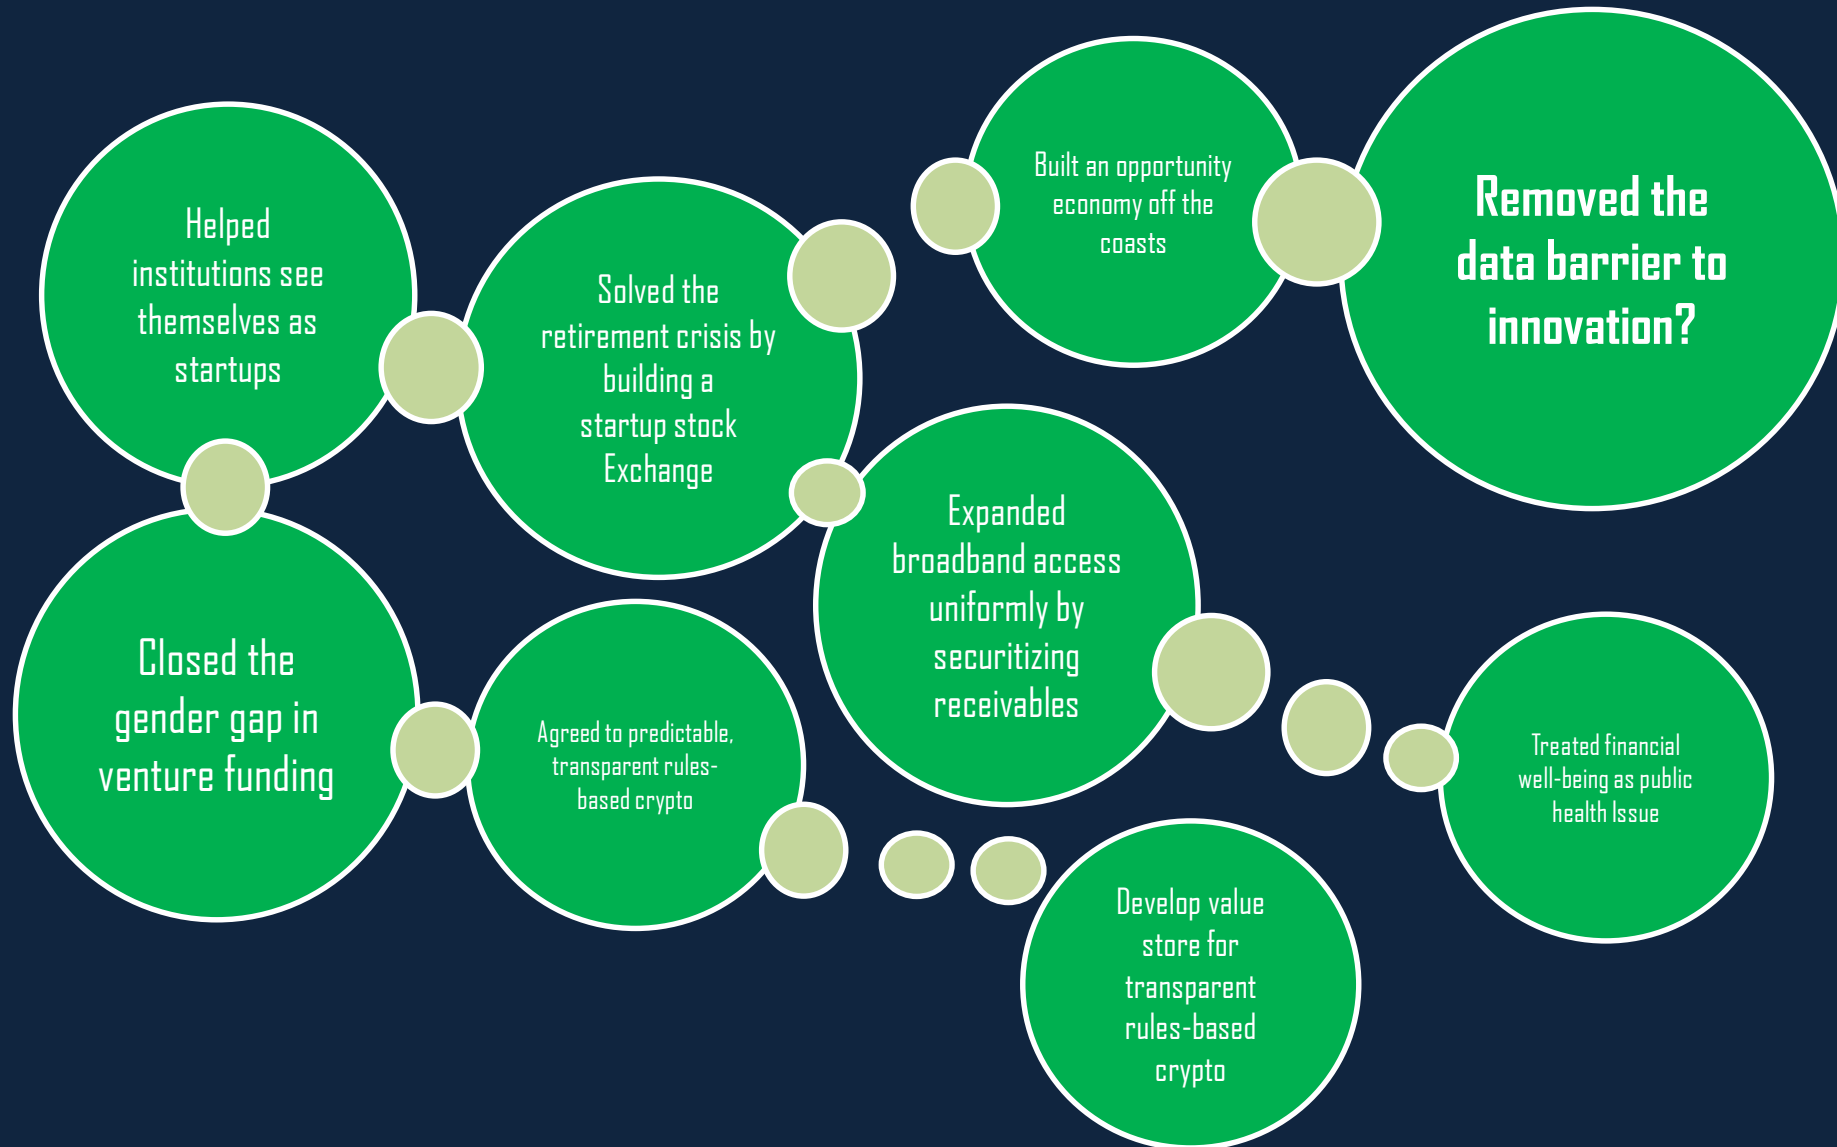 Helped
institutions see
themselves as
startups
Solved the
retirement crisis by
building a
startup stock
Exchange
Built an opportunity
economy off the
coasts
Removed the
data barrier to
innovation?
Closed the
gender gap in
venture funding
Agreed to predictable,
transparent rules-
based crypto
Expanded
broadband access
uniformly by
securitizing
receivables
Treated financial
well-being as public
health Issue
Develop value
store for
transparent
rules-based
crypto